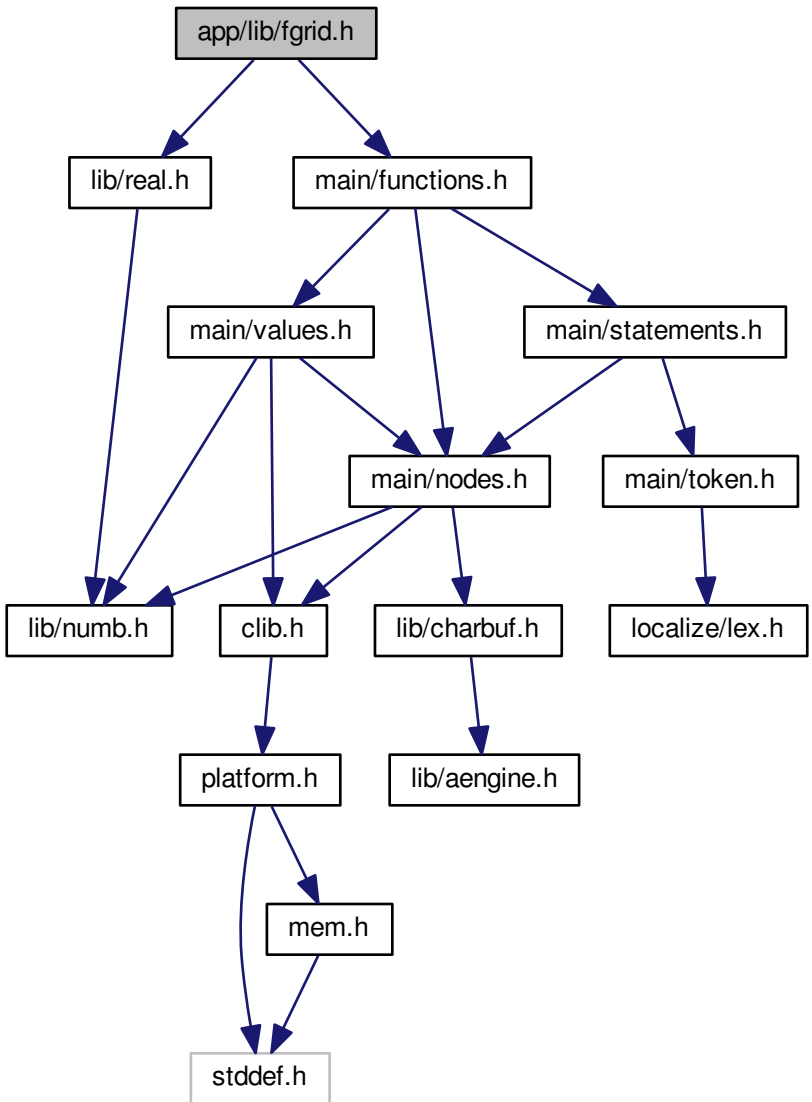 app/lib/fgrid.h
lib/real.h
main/functions.h
main/values.h
main/statements.h
main/nodes.h
main/token.h
lib/numb.h
clib.h
lib/charbuf.h
localize/lex.h
platform.h
lib/aengine.h
mem.h
stddef.h